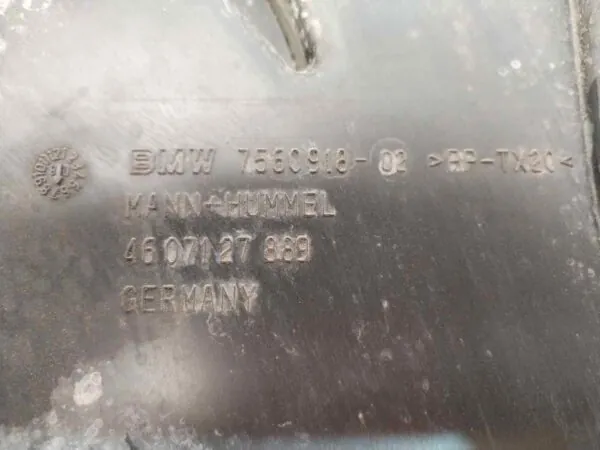 BMW 7560918-02 >PP-TX20<
MANN+HUMMEL
46 071 27 889
GERMANY